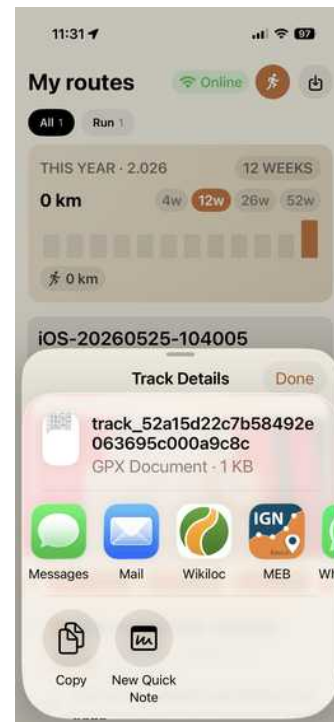 11:31
97
My routes
Online
All 1
Run 1
THIS YEAR · 2.026
12 WEEKS
0 km
4w
12w
26w
52w
0 km
iOS-20260525-104005
Track Details
Done
track_52a15d22c7b58492e
063695c000a9c8c
GPX Document · 1 KB
IGN
Messages
Mail
Wikiloc
MEB
Wh
Copy
New Quick
Note